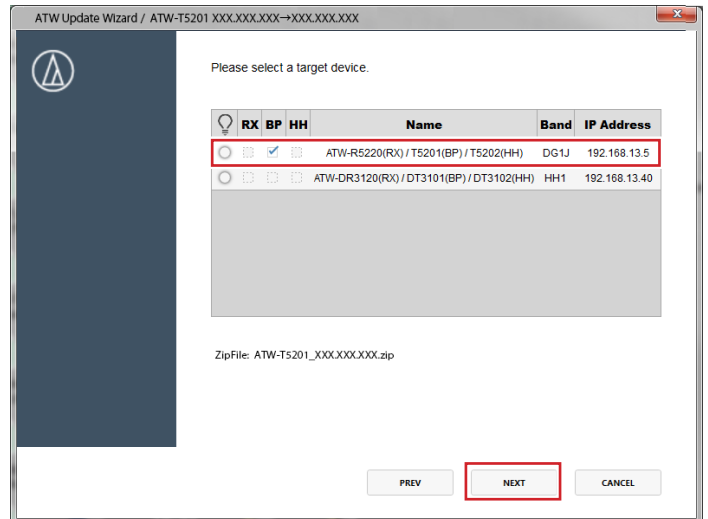 ATW Update Wizard / ATW-T5201 XXX.XXX.XXX→XXX.XXX.XXX
Please select a target device.
RX BP HH Name Band IP Address
ATW-R5220(RX) / T5201(BP) / T5202(HH) DG1J 192.168.13.5
ATW-DR3120(RX) / DT3101(BP) / DT3102(HH) HH1 192.168.13.40
ZipFile: ATW-T5201_XXX.XXX.XXX.zip
PREV NEXT CANCEL